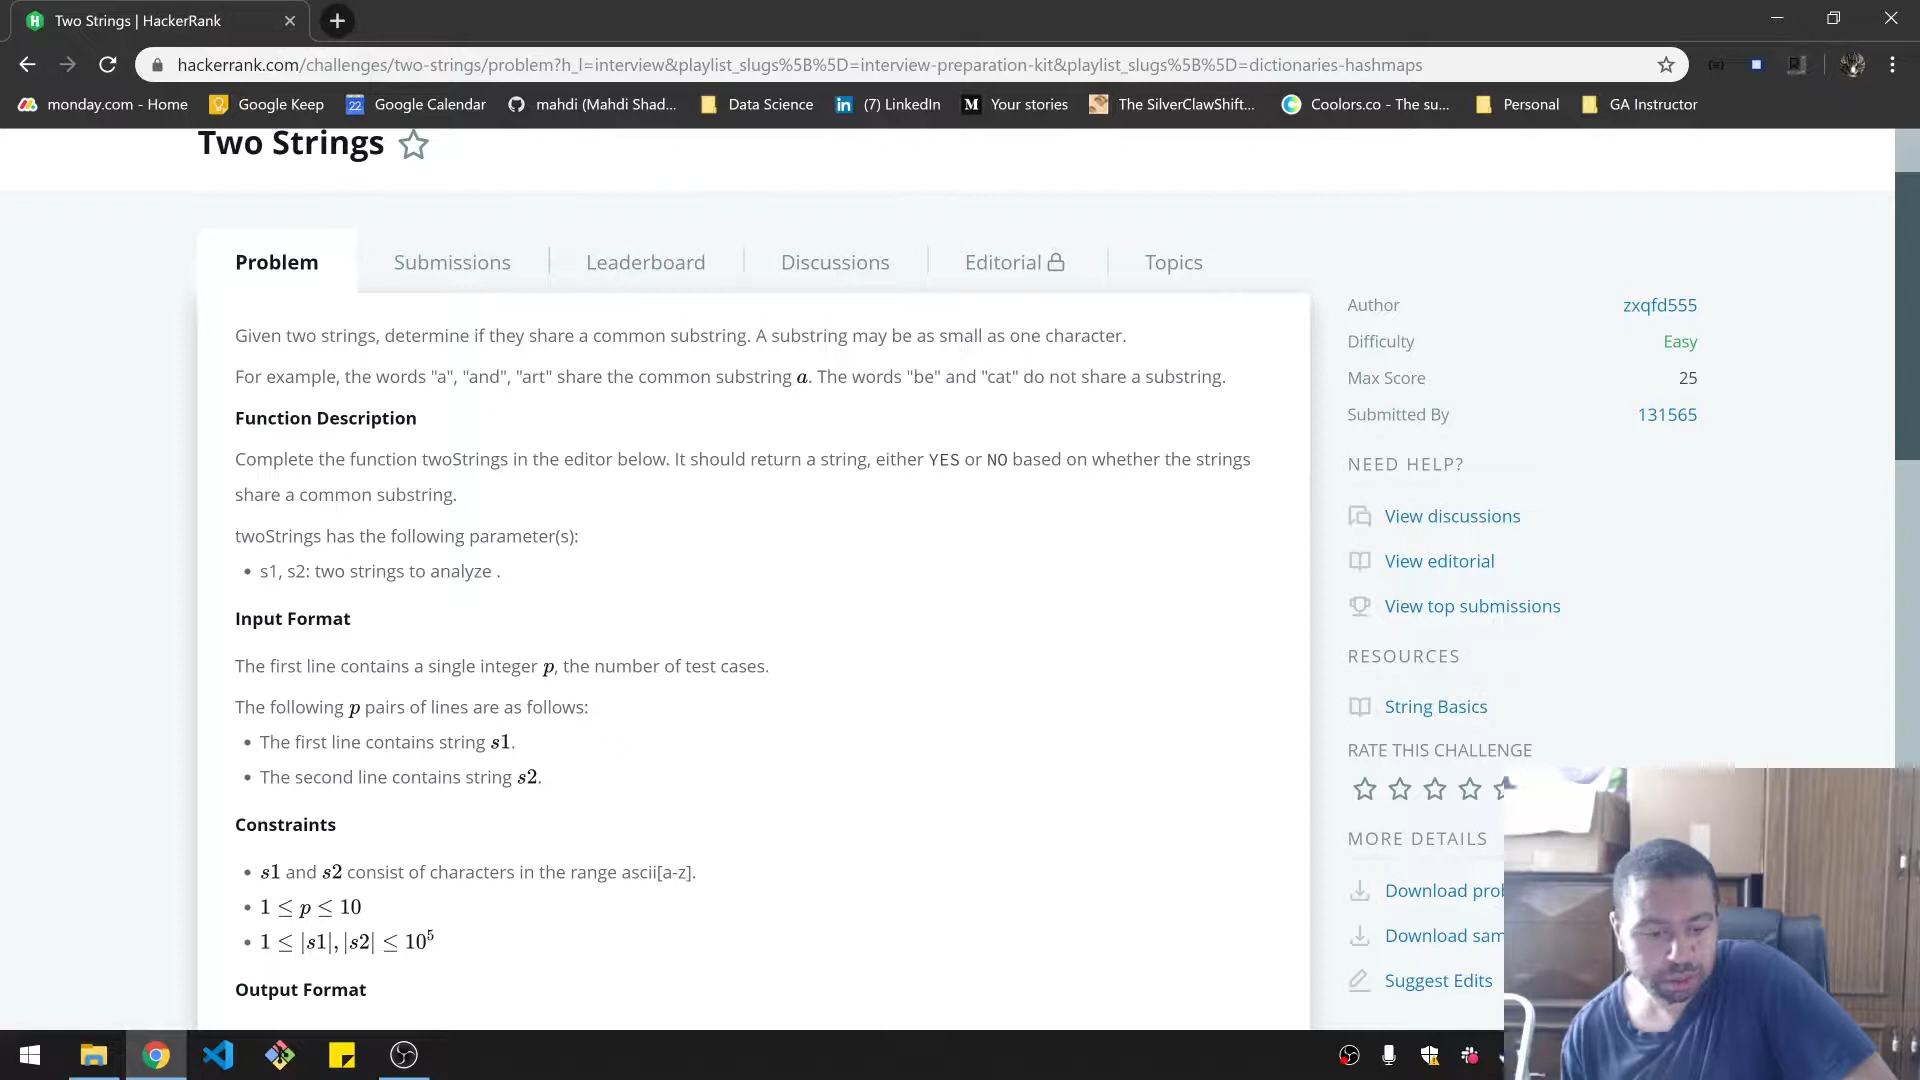 Two Strings | HackerRank
hackerrank.com/challenges/two-strings/problem?h_l=interview&playlist_slugs%5B%5D=interview-preparation-kit&playlist_slugs%5B%5D=dictionaries-hashmaps
monday.com - Home
Google Keep
22
Google Calendar
mahdi (Mahdi Shad...
Data Science
in (7) LinkedIn
M Your stories
The SilverClawShift...
Coolors.co - The su...
Personal
GA Instructor
Two Strings
Problem
Submissions
Leaderboard
Discussions
Editorial
Topics
Given two strings, determine if they share a common substring. A substring may be as small as one character.
For example, the words "a", "and", "art" share the common substring a. The words "be" and "cat" do not share a substring.
Function Description
Complete the function twoStrings in the editor below. It should return a string, either YES or NO based on whether the strings
share a common substring.
twoStrings has the following parameter(s):
• s1, s2: two strings to analyze .
Input Format
The first line contains a single integer p, the number of test cases.
The following p pairs of lines are as follows:
• The first line contains string s1.
• The second line contains string s2.
Constraints
• s1 and s2 consist of characters in the range ascii[a-z].
• 1 ≤ p ≤ 10
• 1 ≤ |s1|, |s2| ≤ 10⁵
Output Format
Author zxqfd555
Difficulty Easy
Max Score 25
Submitted By 131565
NEED HELP?
View discussions
View editorial
View top submissions
RESOURCES
String Basics
RATE THIS CHALLENGE
MORE DETAILS
Download prob
Download sam
Suggest Edits